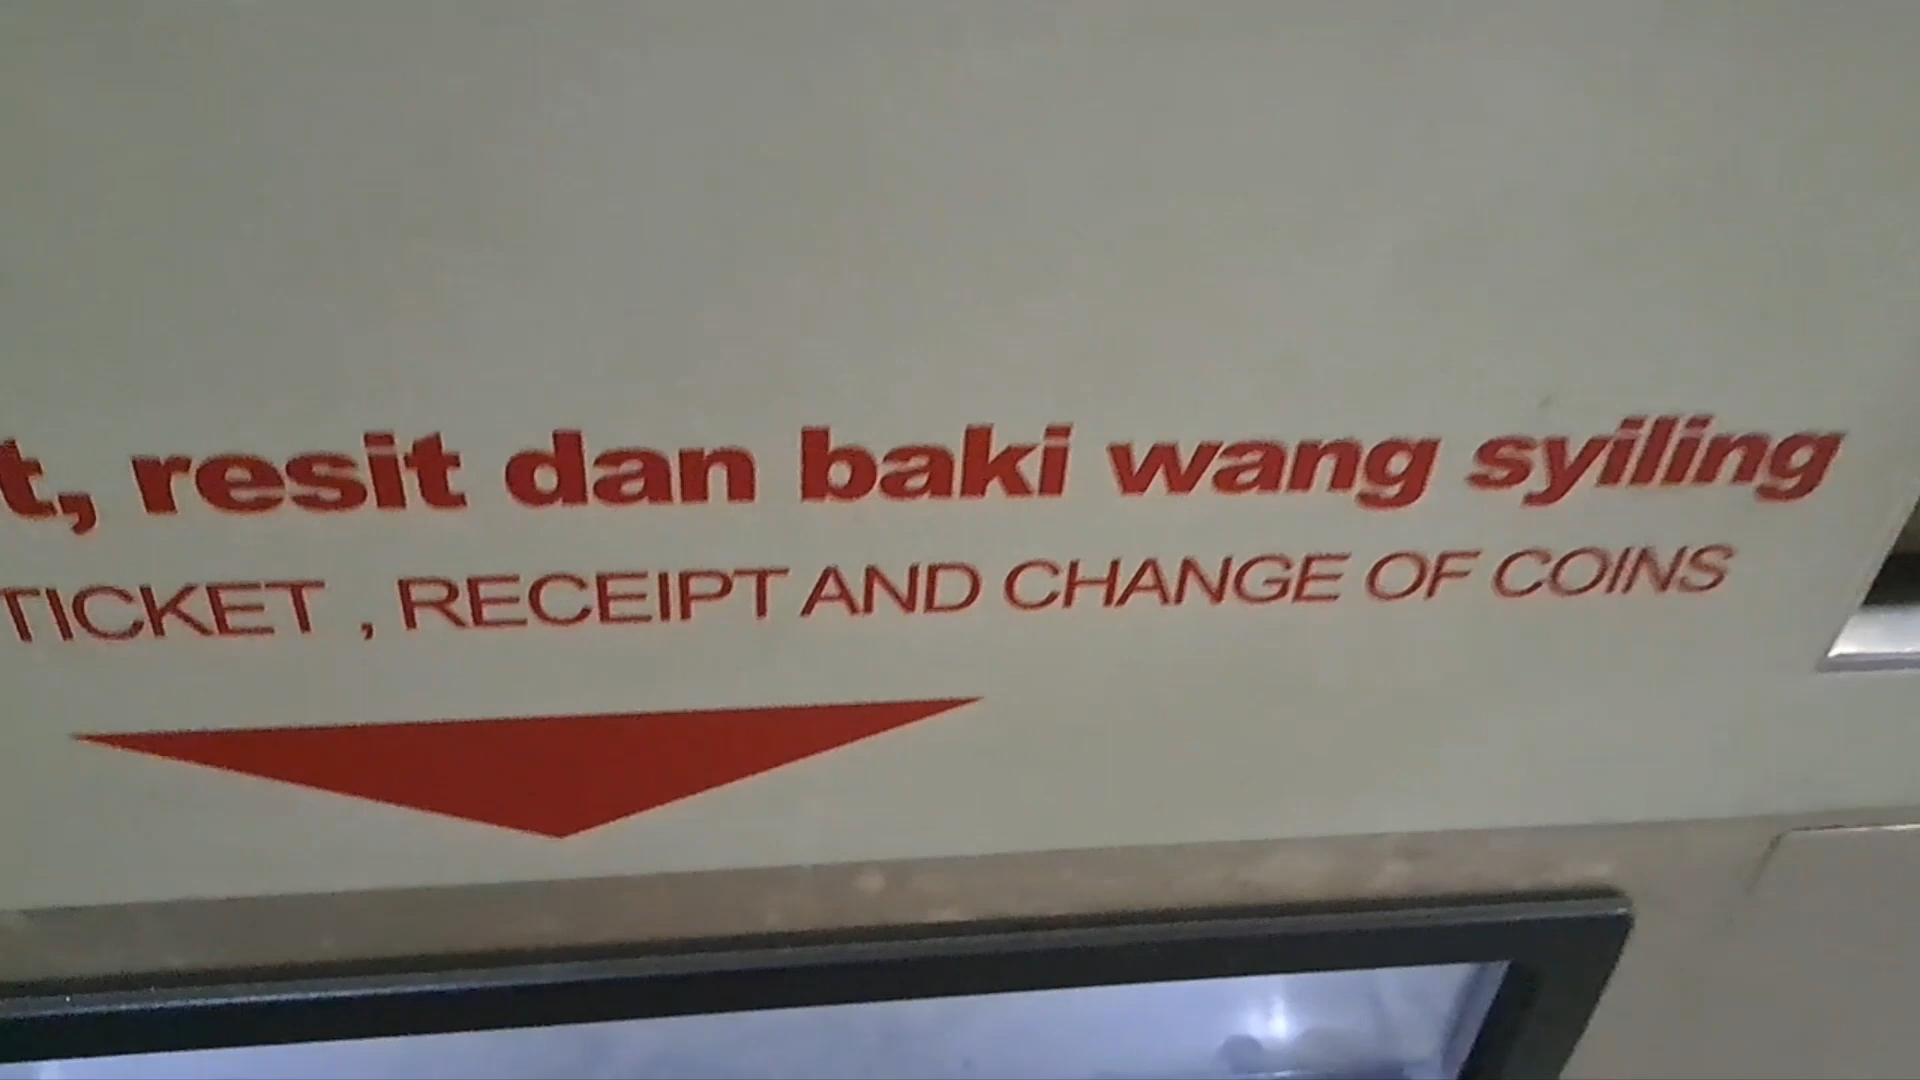 t, resit dan baki wang syiling
TICKET , RECEIPT AND CHANGE OF COINS